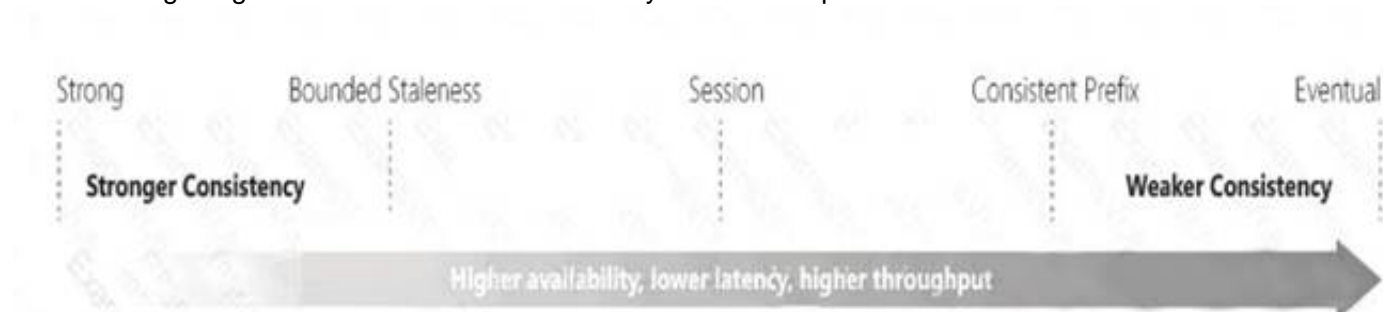 Strong Bounded Staleness Session Consistent Prefix Eventual
Stronger Consistency Weaker Consistency
Higher availability, lower latency, higher throughput